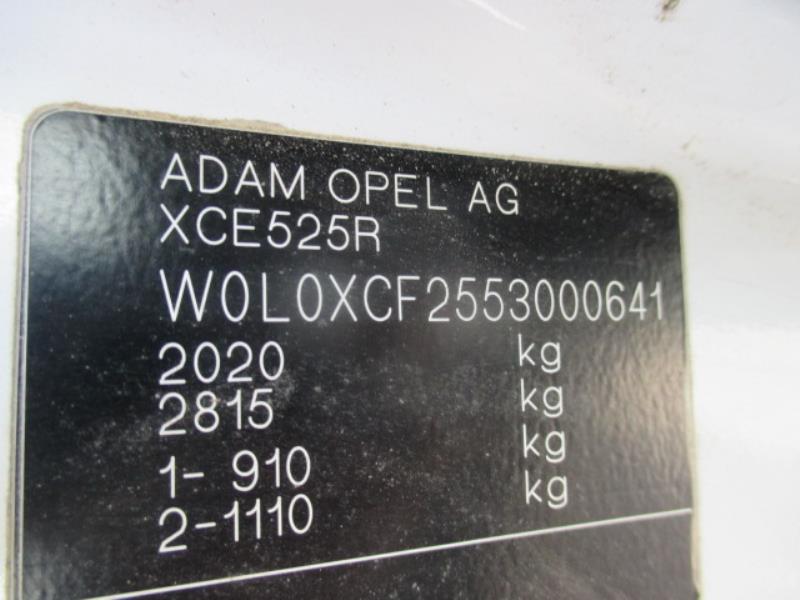 ADAM OPEL AG
XCE525R
W0L0XCF2553000641
2020 kg
2815 kg
1- 910 kg
2-1110 kg